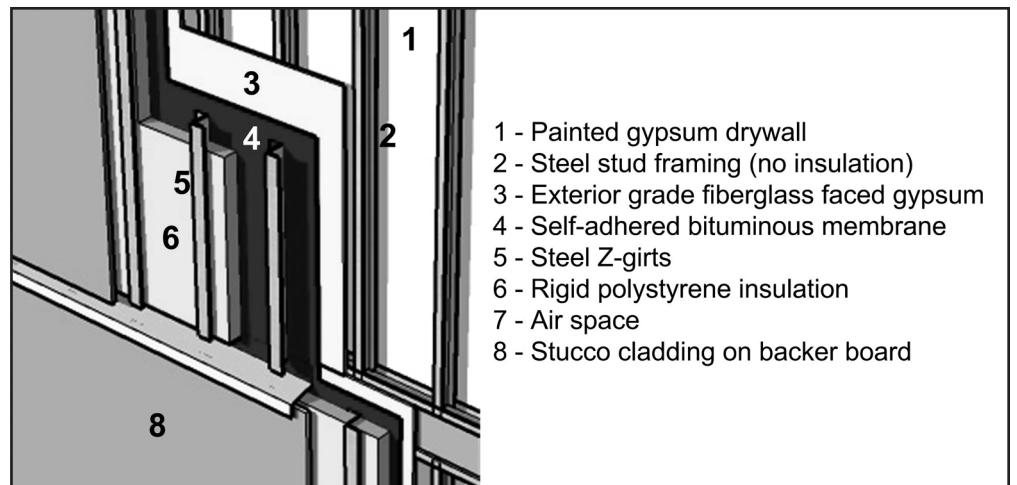 1
3
2
4
5
6
8
1 - Painted gypsum drywall
2 - Steel stud framing (no insulation)
3 - Exterior grade fiberglass faced gypsum
4 - Self-adhered bituminous membrane
5 - Steel Z-girts
6 - Rigid polystyrene insulation
7 - Air space
8 - Stucco cladding on backer board